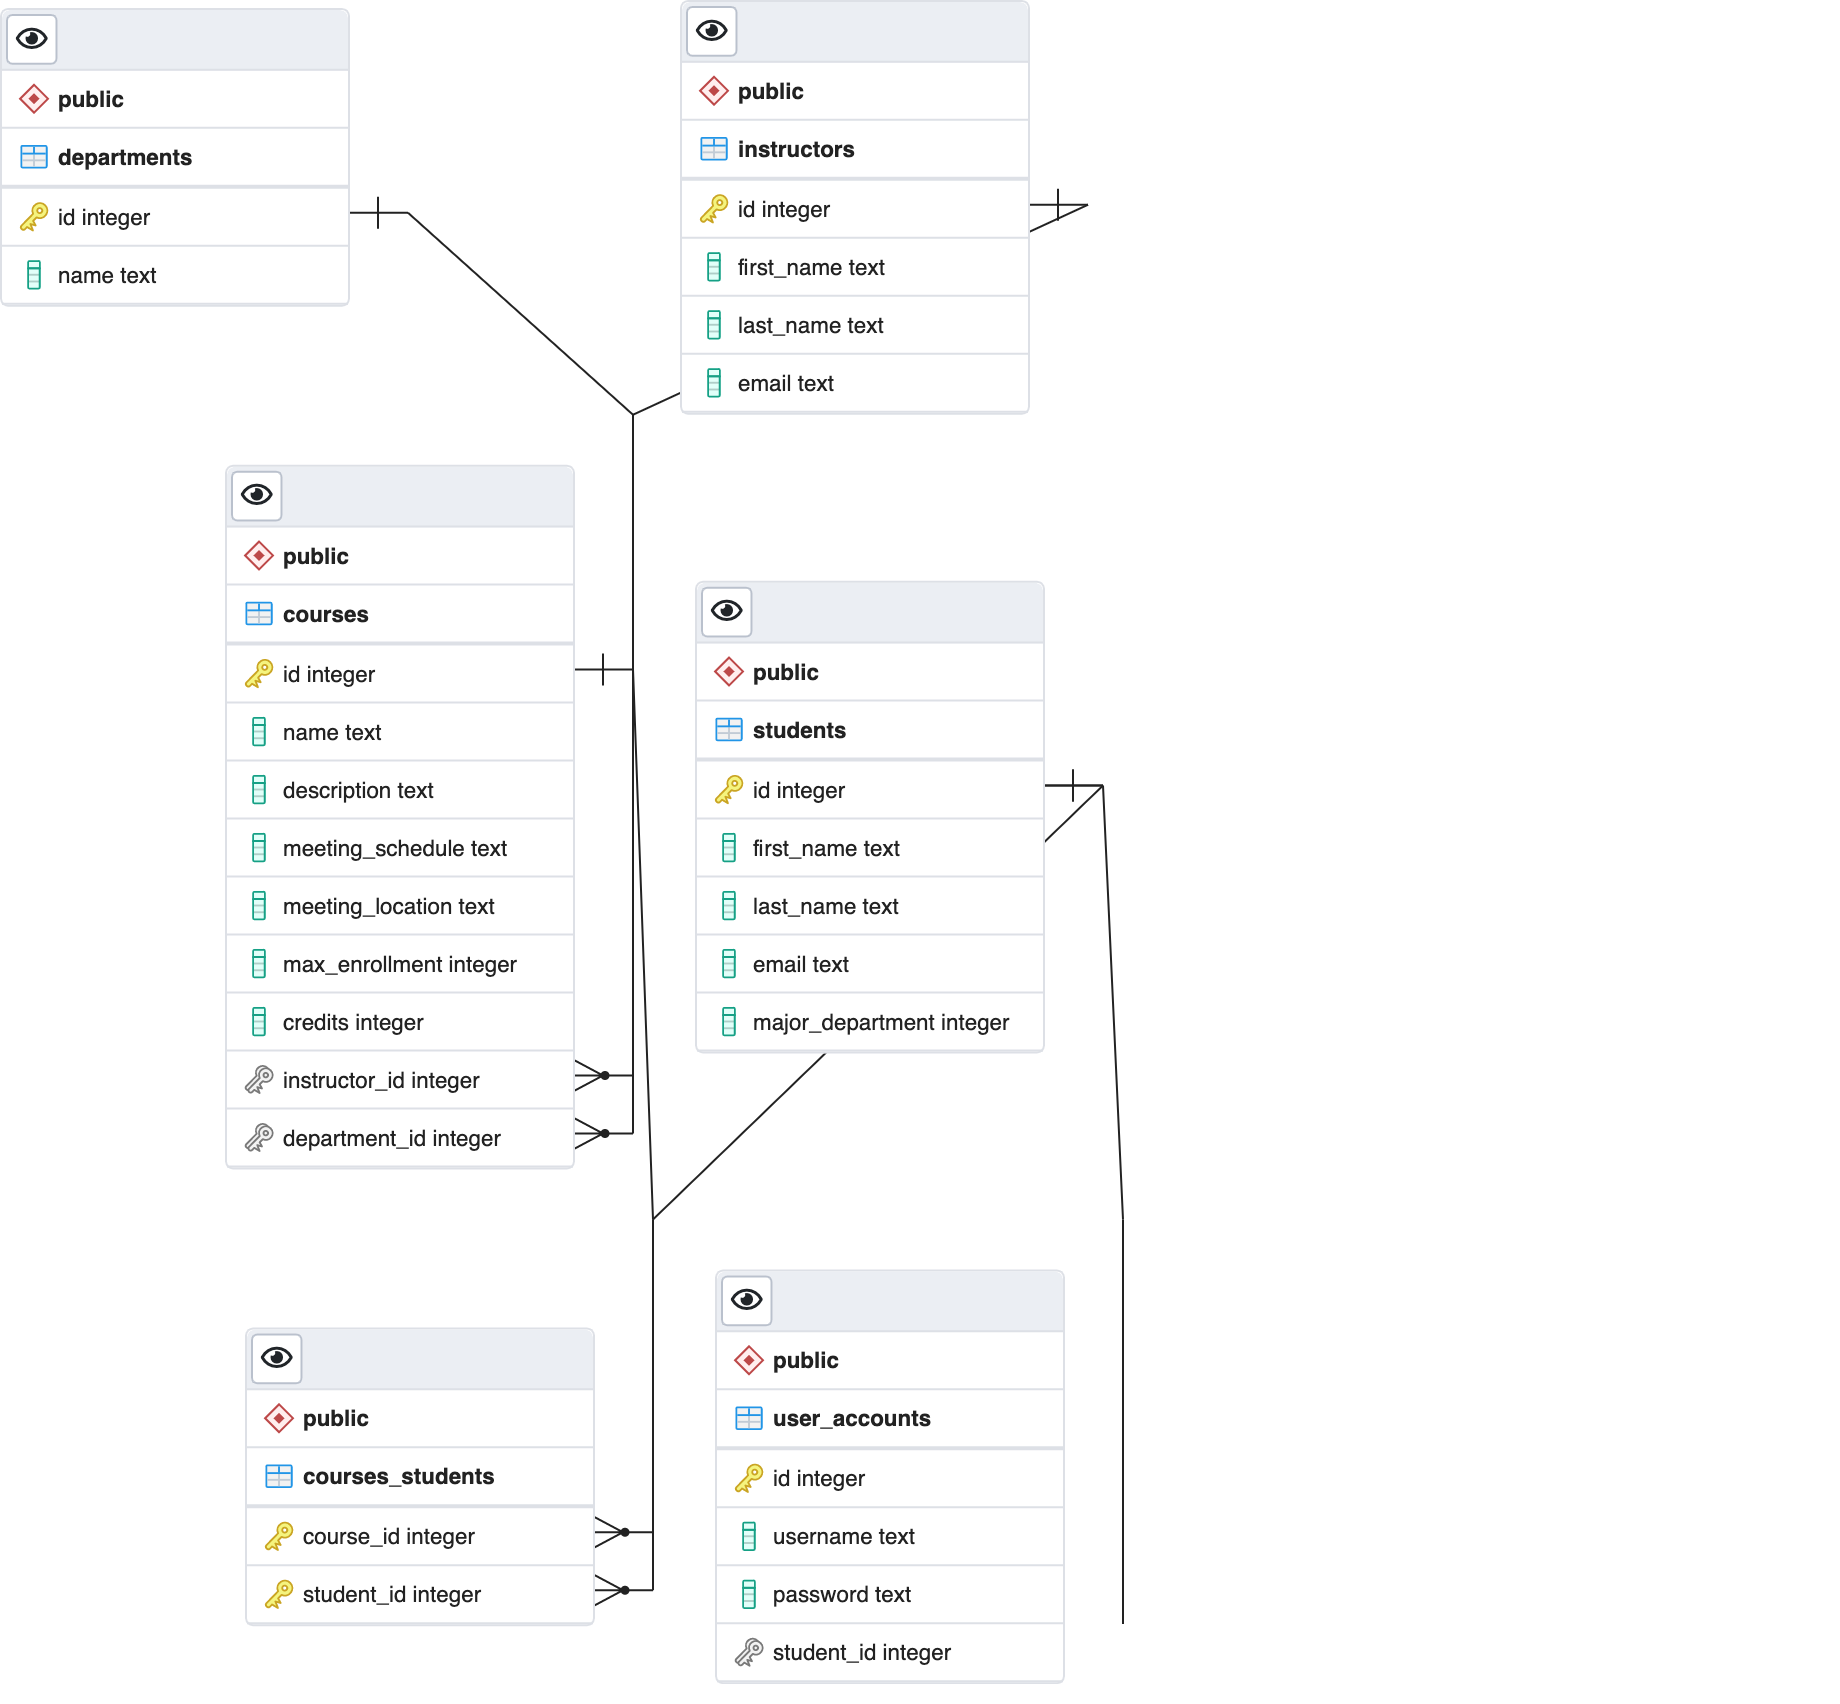 public
departments
id integer
name text
public
instructors
id integer
first_name text
last_name text
email text
public
courses
id integer
name text
description text
meeting_schedule text
meeting_location text
max_enrollment integer
credits integer
instructor_id integer
department_id integer
public
students
id integer
first_name text
last_name text
email text
major_department integer
public
courses_students
course_id integer
student_id integer
public
user_accounts
id integer
username text
password text
student_id integer